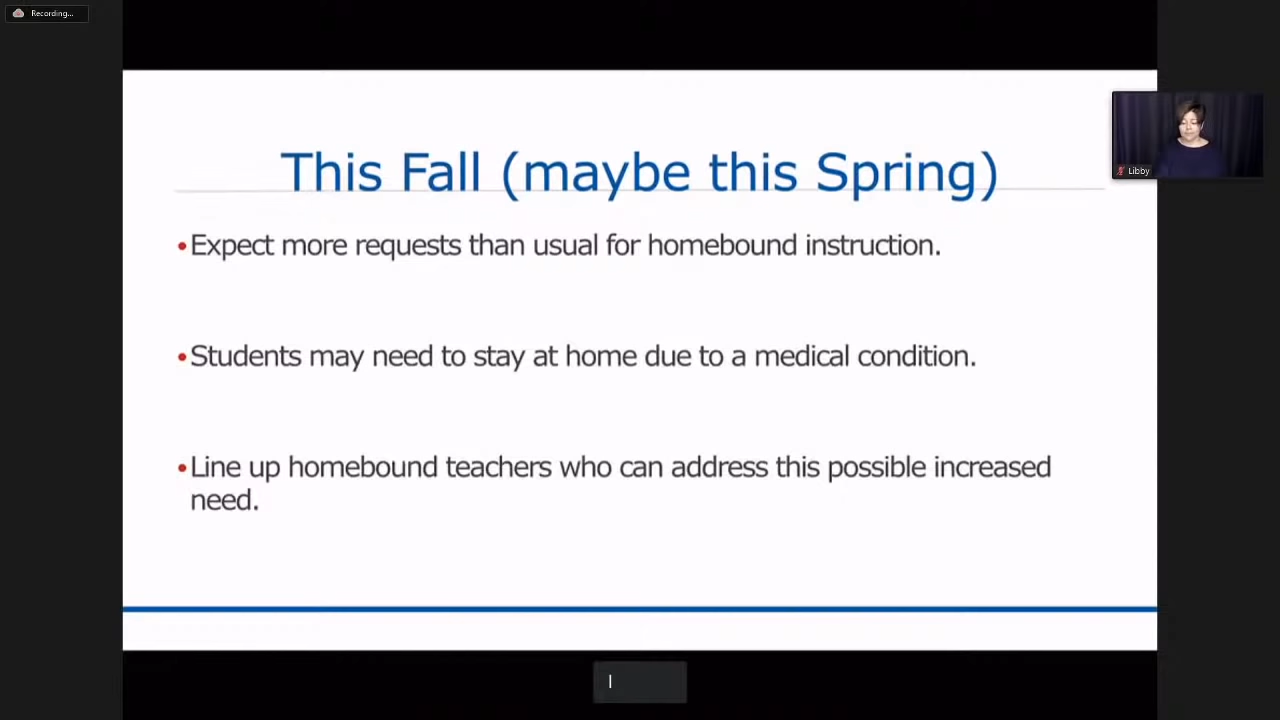 Recording...
This Fall (maybe this Spring)
•Expect more requests than usual for homebound instruction.
Libby
•Students may need to stay at home due to a medical condition.
•Line up homebound teachers who can address this possible increased
need.
I